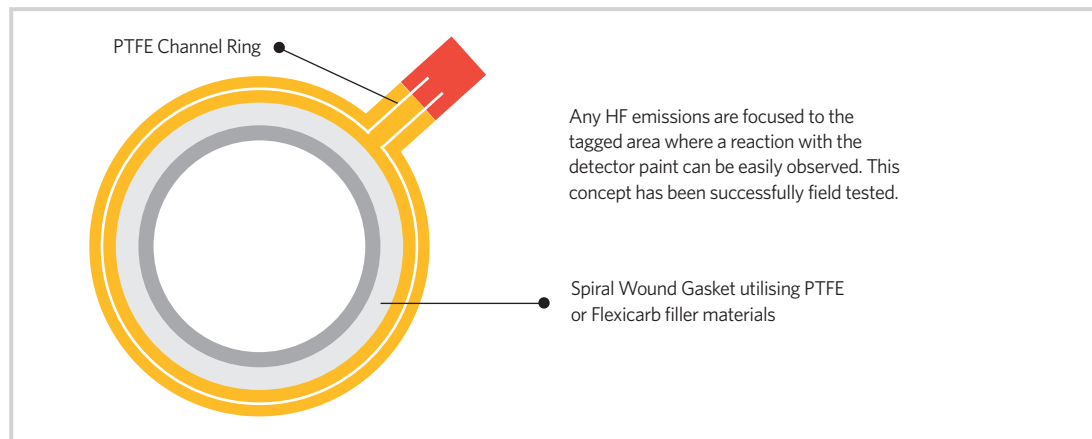 PTFE Channel Ring
Any HF emissions are focused to the
tagged area where a reaction with the
detector paint can be easily observed. This
concept has been successfully field tested.
Spiral Wound Gasket utilising PTFE
or Flexicarb filler materials